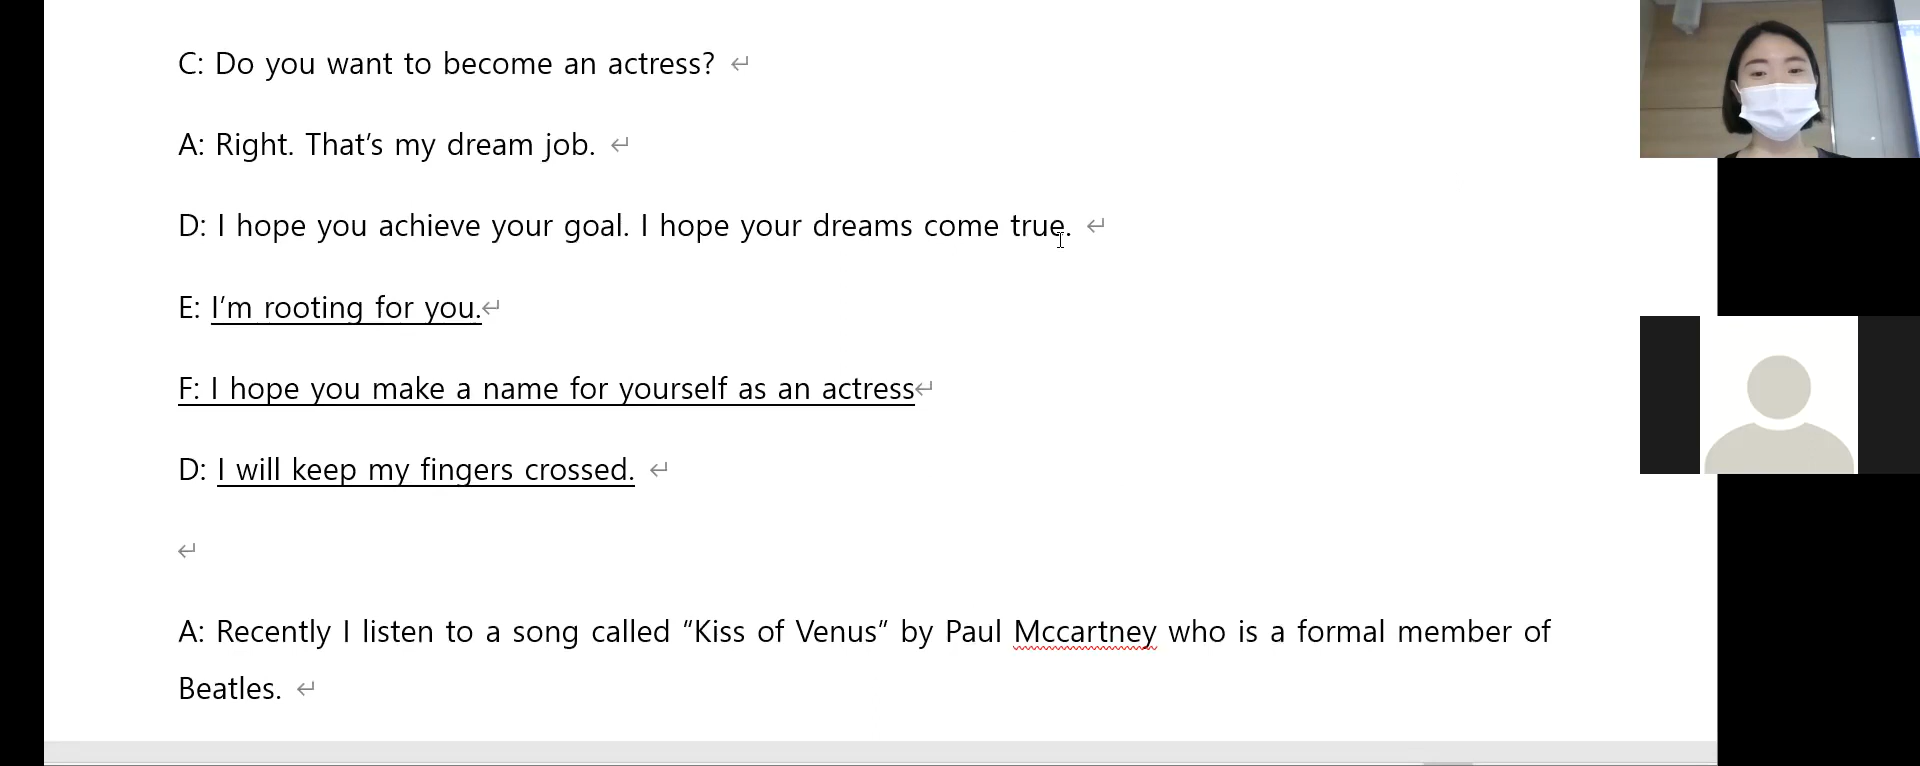 C: Do you want to become an actress?
A: Right. That’s my dream job.
D: I hope you achieve your goal. I hope your dreams come true.
E: I’m rooting for you.
F: I hope you make a name for yourself as an actress
D: I will keep my fingers crossed.
A: Recently I listen to a song called “Kiss of Venus” by Paul Mccartney who is a formal member of
Beatles.